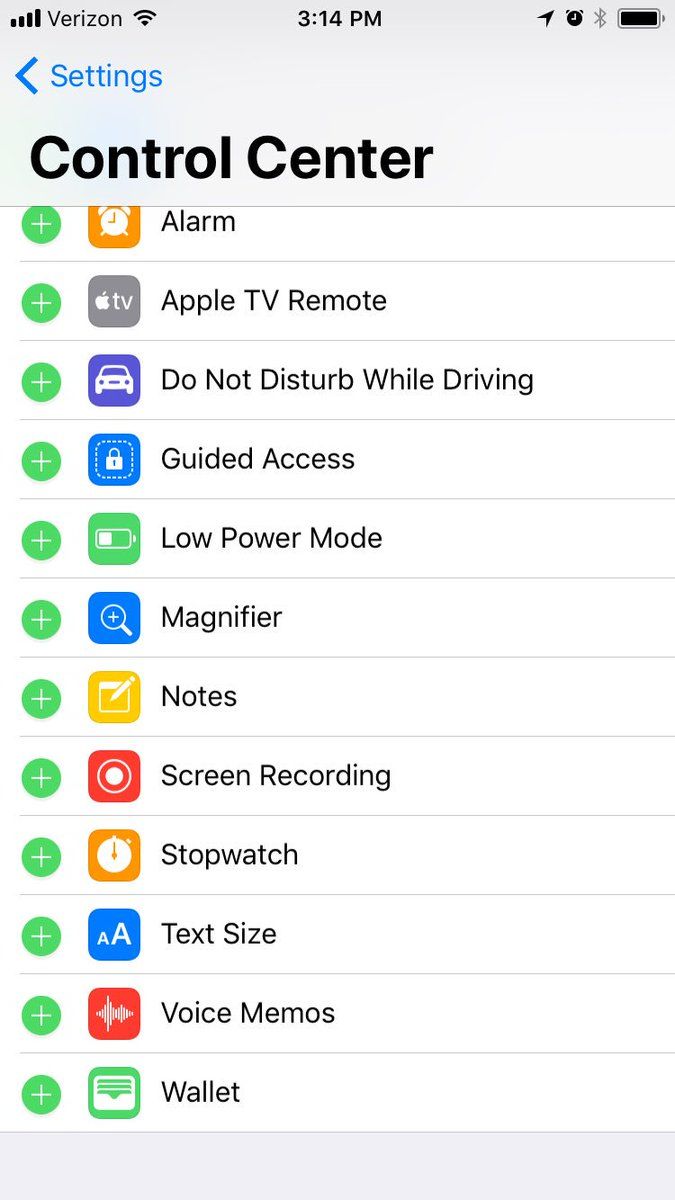 Verizon 3:14 PM
Settings
Control Center
Alarm
tv Apple TV Remote
Do Not Disturb While Driving
Guided Access
Low Power Mode
Magnifier
Notes
Screen Recording
Stopwatch
AA Text Size
Voice Memos
Wallet